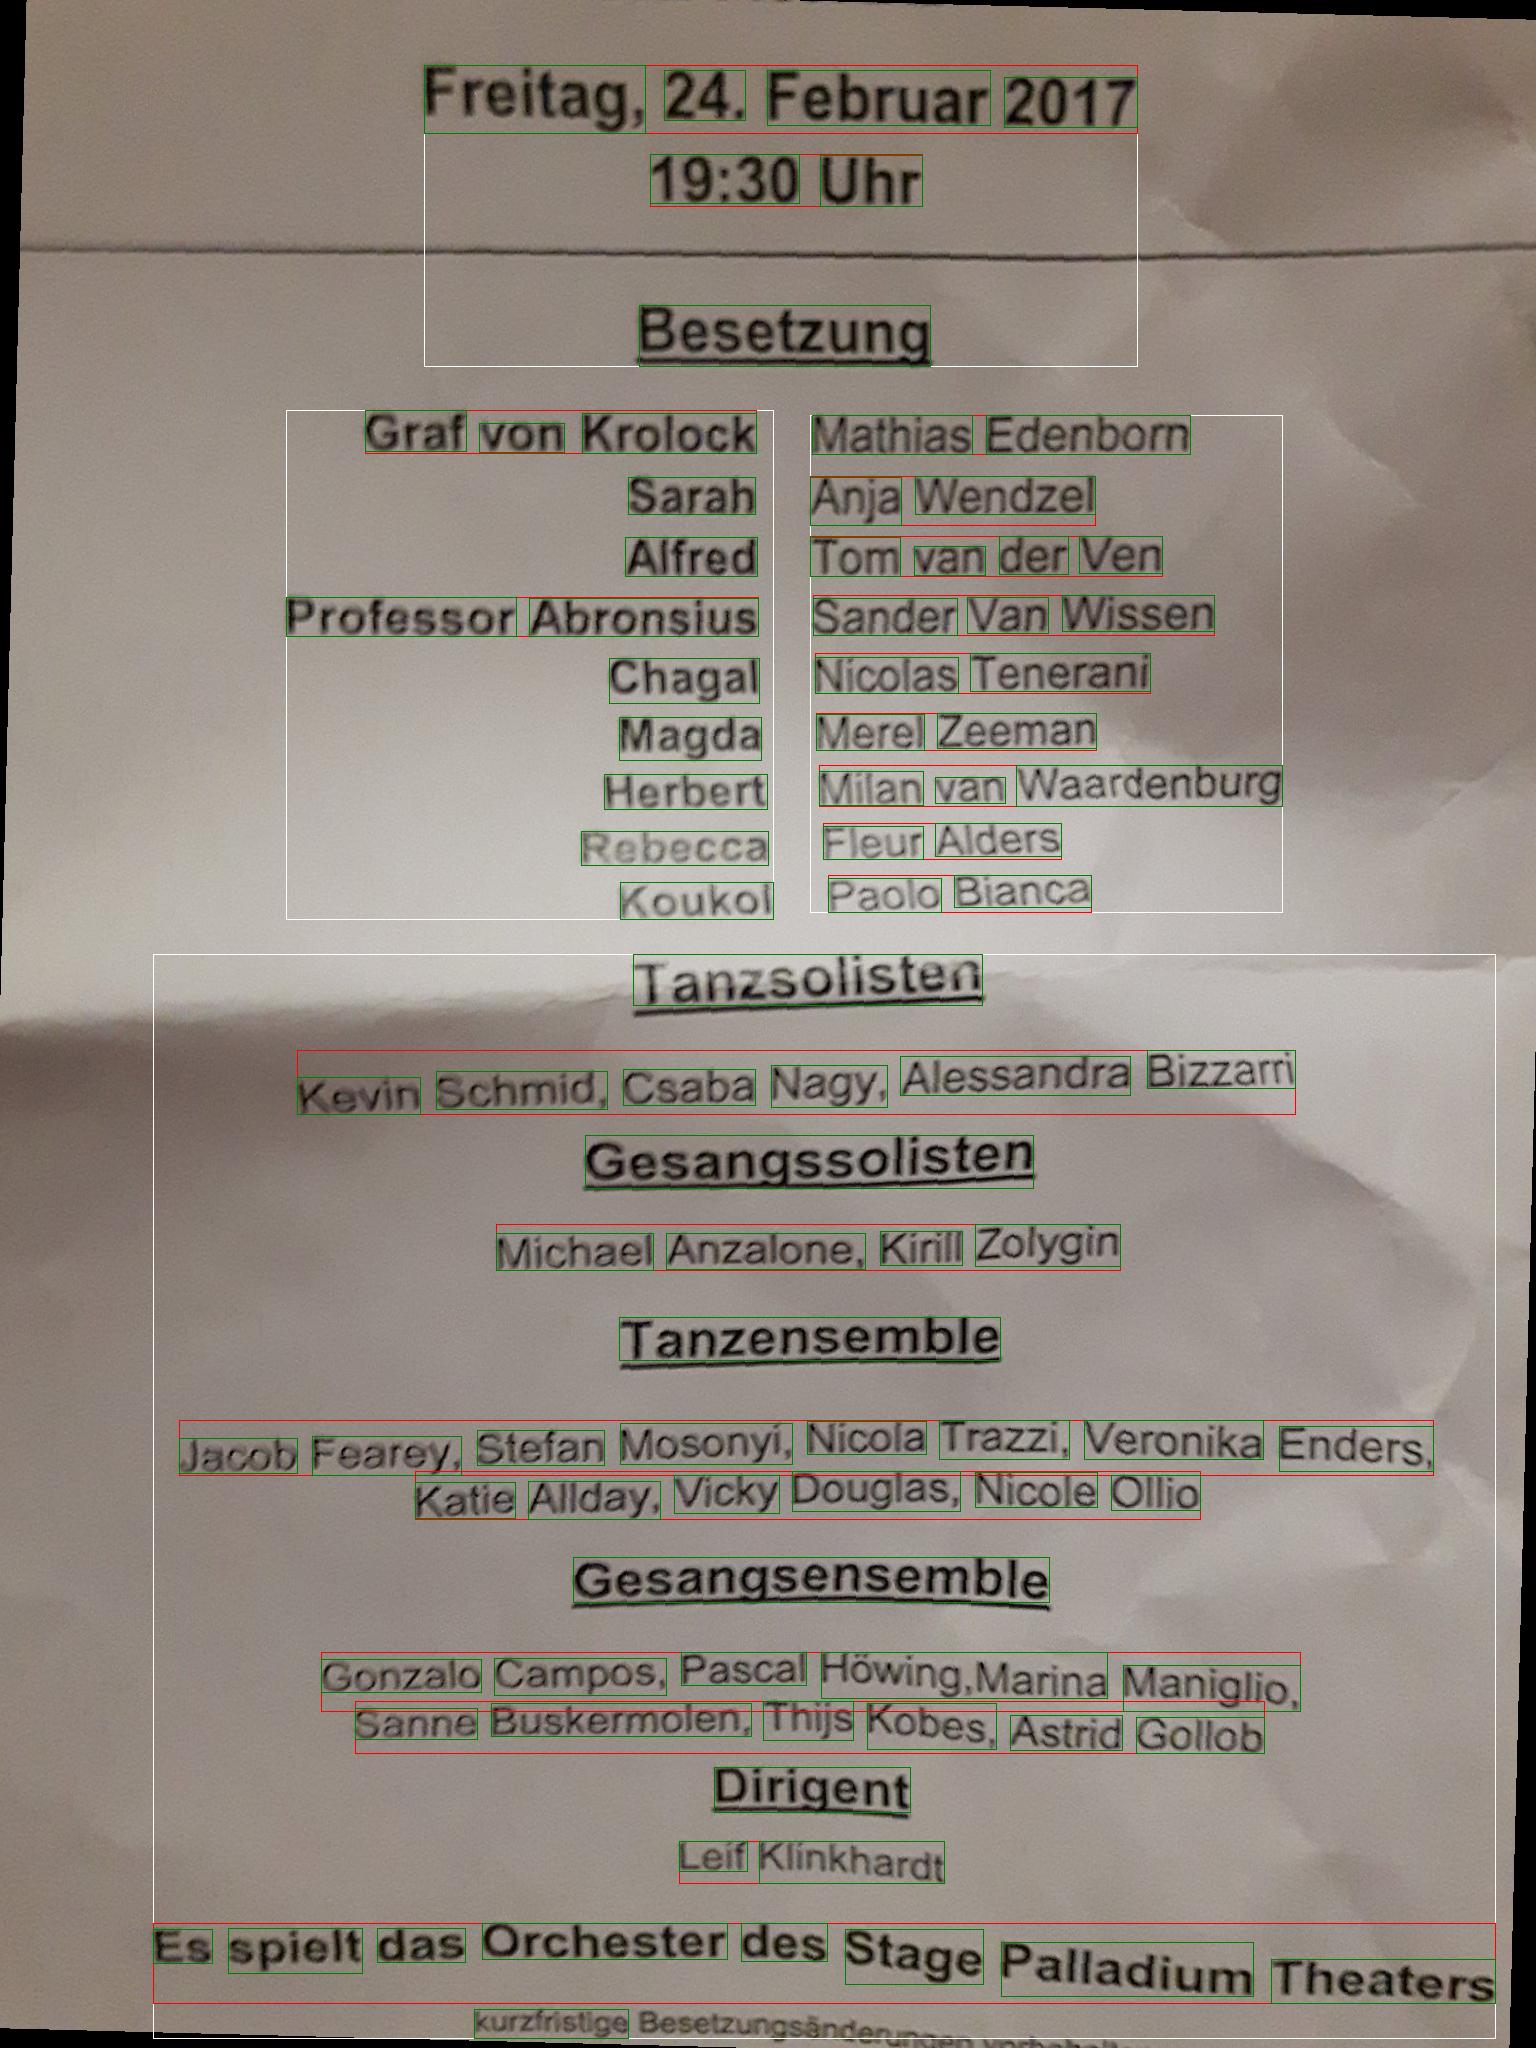 Freitag, 24. Februar 2017
19:30 Uhr
Besetzung
Graf von Krolock Mathias Edenborn
Sarah Anja Wendzel
Alfred Tom van der Ven
Professor Abronsius Sander Van Wissen
Chagal Nicolas Tenerani
Magda Merel Zeeman
Herbert Milan van Waardenburg
Rebecca Fleur Alders
Koukol Paolo Bianca
Tanzsolisten
Kevin Schmid, Csaba Nagy, Alessandra Bizzarri
Gesangssolisten
Michael Anzalone, Kirill Zolygin
Tanzensemble
Jacob Fearey, Stefan Mosonyi, Nicola Trazzi, Veronika Enders,
Katie Allday, Vicky Douglas, Nicole Ollio
Gesangsensemble
Gonzalo Campos, Pascal Höwing,Marina Maniglio,
Sanne Buskermolen, Thijs Kobes, Astrid Gollob
Dirigent
Leif Klinkhardt
Es spielt das Orchester des Stage Palladium Theaters
kurzfristige Besetzungsänderungen